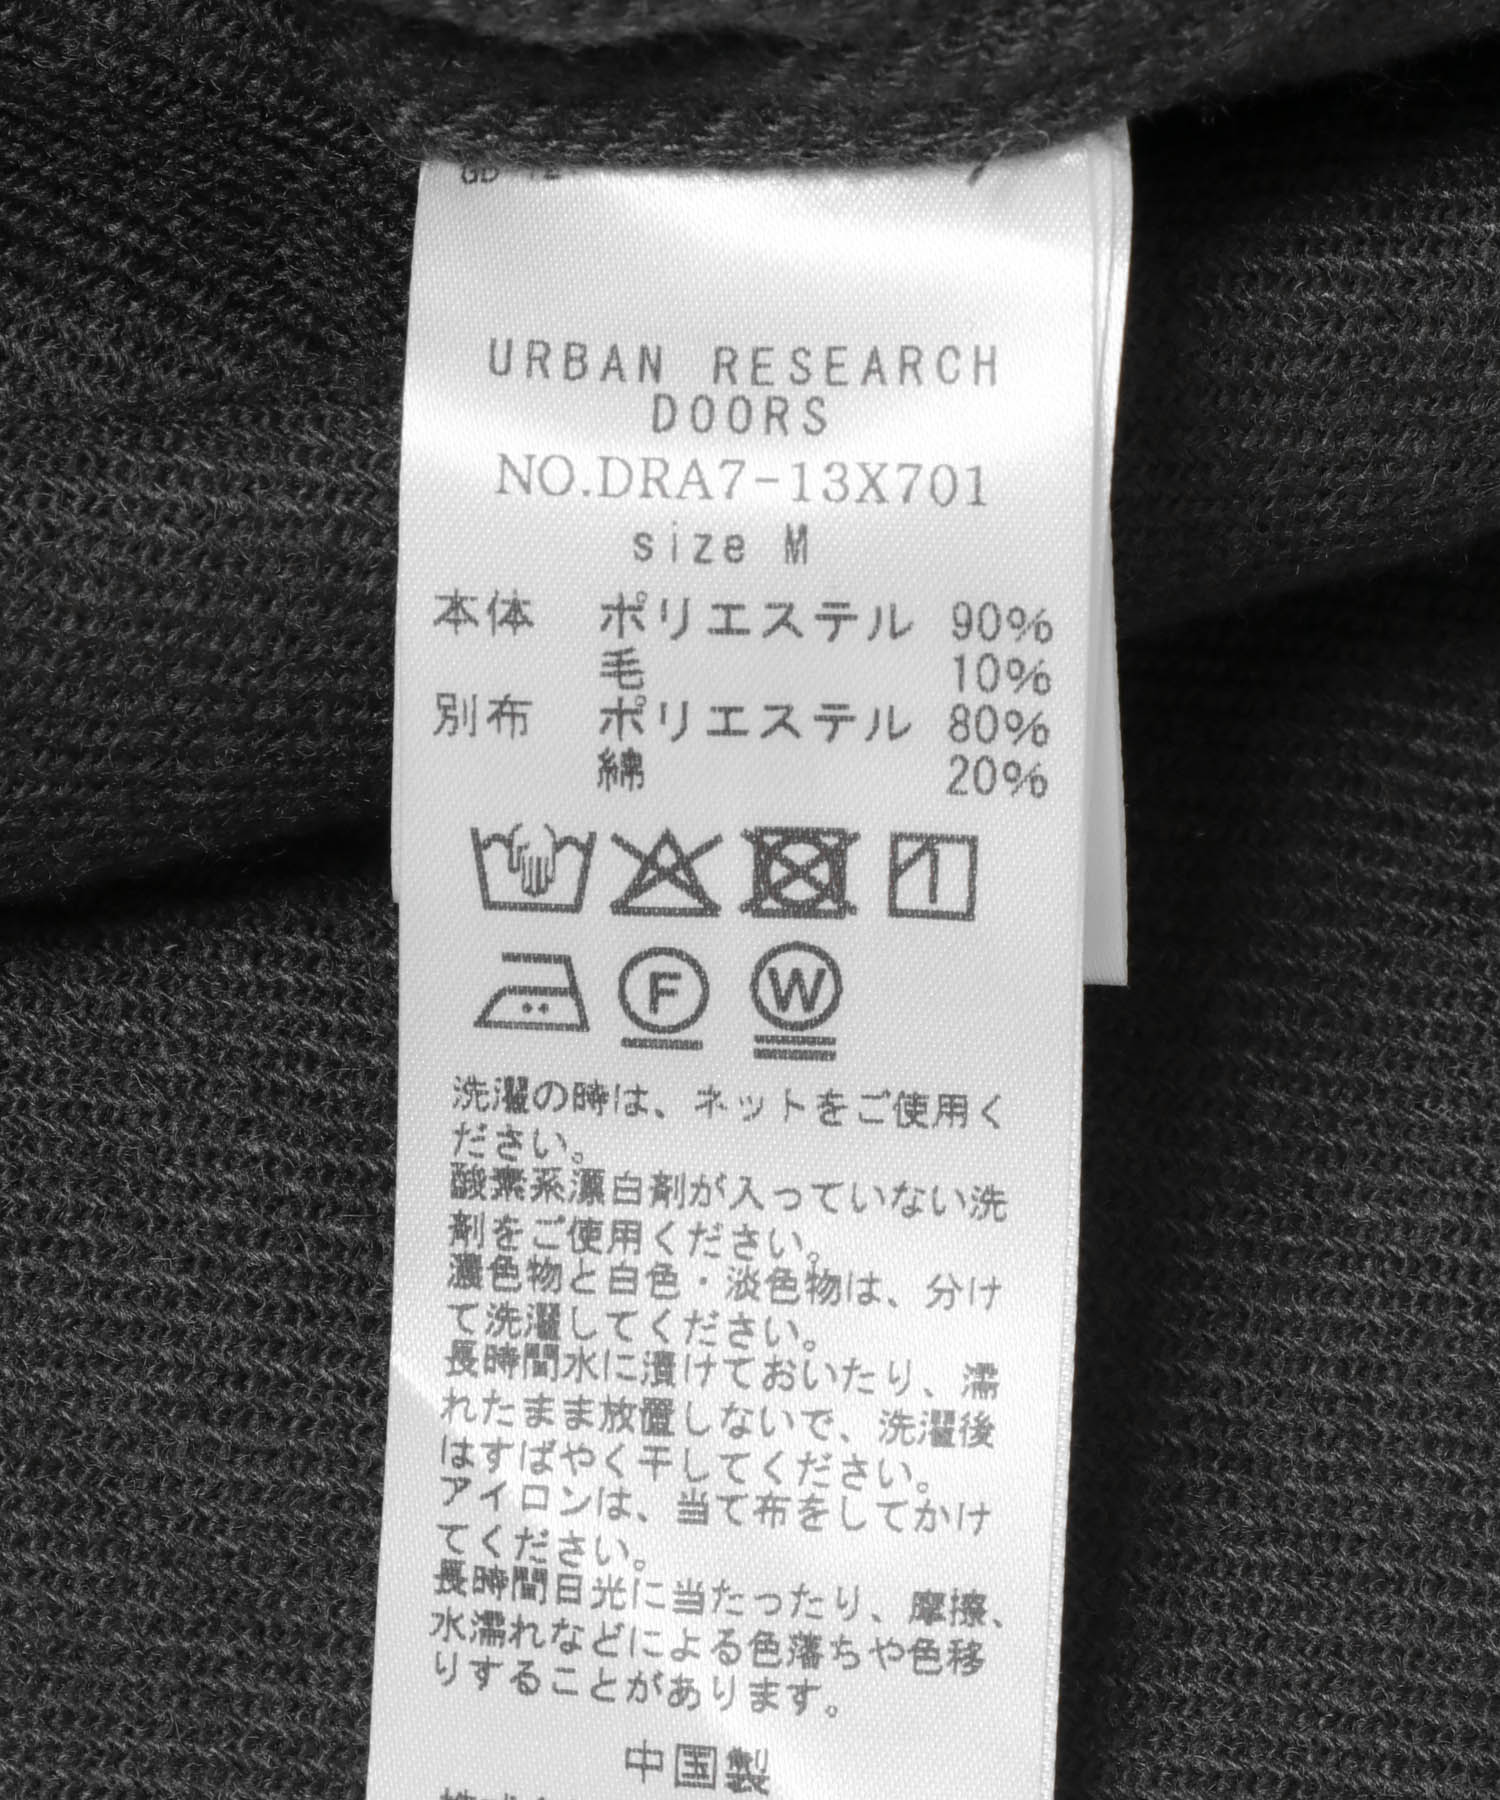 URBAN RESEARCH
DOORS
NO.DRA7-13X701
size M
本体 ポリエステル 90%
毛 10%
別布 ポリエステル 80%
綿 20%
F W
洗濯の時は、ネットをご使用く
ださい。
酸素系漂白剤が入っていない洗
剤をご使用ください。
濃色物と白色・淡色物は、分け
て洗濯してください。
長時間水に漬けておいたり、濡
れたまま放置しないで、洗濯後
はすばやく干してください。
アイロンは、当て布をしてかけ
てください。
長時間日光に当たったり、摩擦、
水濡れなどによる色落ちや色移
りすることがあります。
中国製